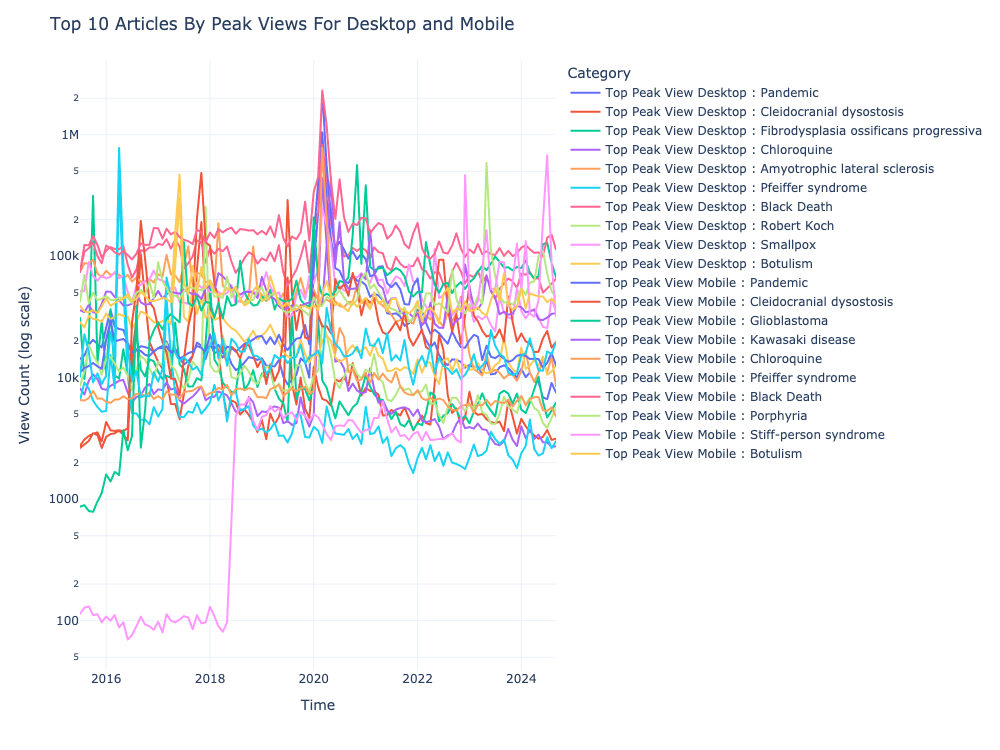 Top 10 Articles By Peak Views For Desktop and Mobile
Category
Top Peak View Desktop : Pandemic
Top Peak View Desktop : Cleidocranial dysostosis
Top Peak View Desktop : Fibrodysplasia ossificans progressiva
Top Peak View Desktop : Chloroquine
Top Peak View Desktop : Amyotrophic lateral sclerosis
Top Peak View Desktop : Pfeiffer syndrome
Top Peak View Desktop : Black Death
Top Peak View Desktop : Robert Koch
Top Peak View Desktop : Smallpox
Top Peak View Desktop : Botulism
Top Peak View Mobile : Pandemic
Top Peak View Mobile : Cleidocranial dysostosis
Top Peak View Mobile : Glioblastoma
Top Peak View Mobile : Kawasaki disease
Top Peak View Mobile : Chloroquine
Top Peak View Mobile : Pfeiffer syndrome
Top Peak View Mobile : Black Death
Top Peak View Mobile : Porphyria
Top Peak View Mobile : Stiff-person syndrome
Top Peak View Mobile : Botulism
View Count (log scale)
2
1M
5
2
100k
5
2
10k
5
2
1000
5
2
100
5
2016
2018
2020
2022
2024
Time